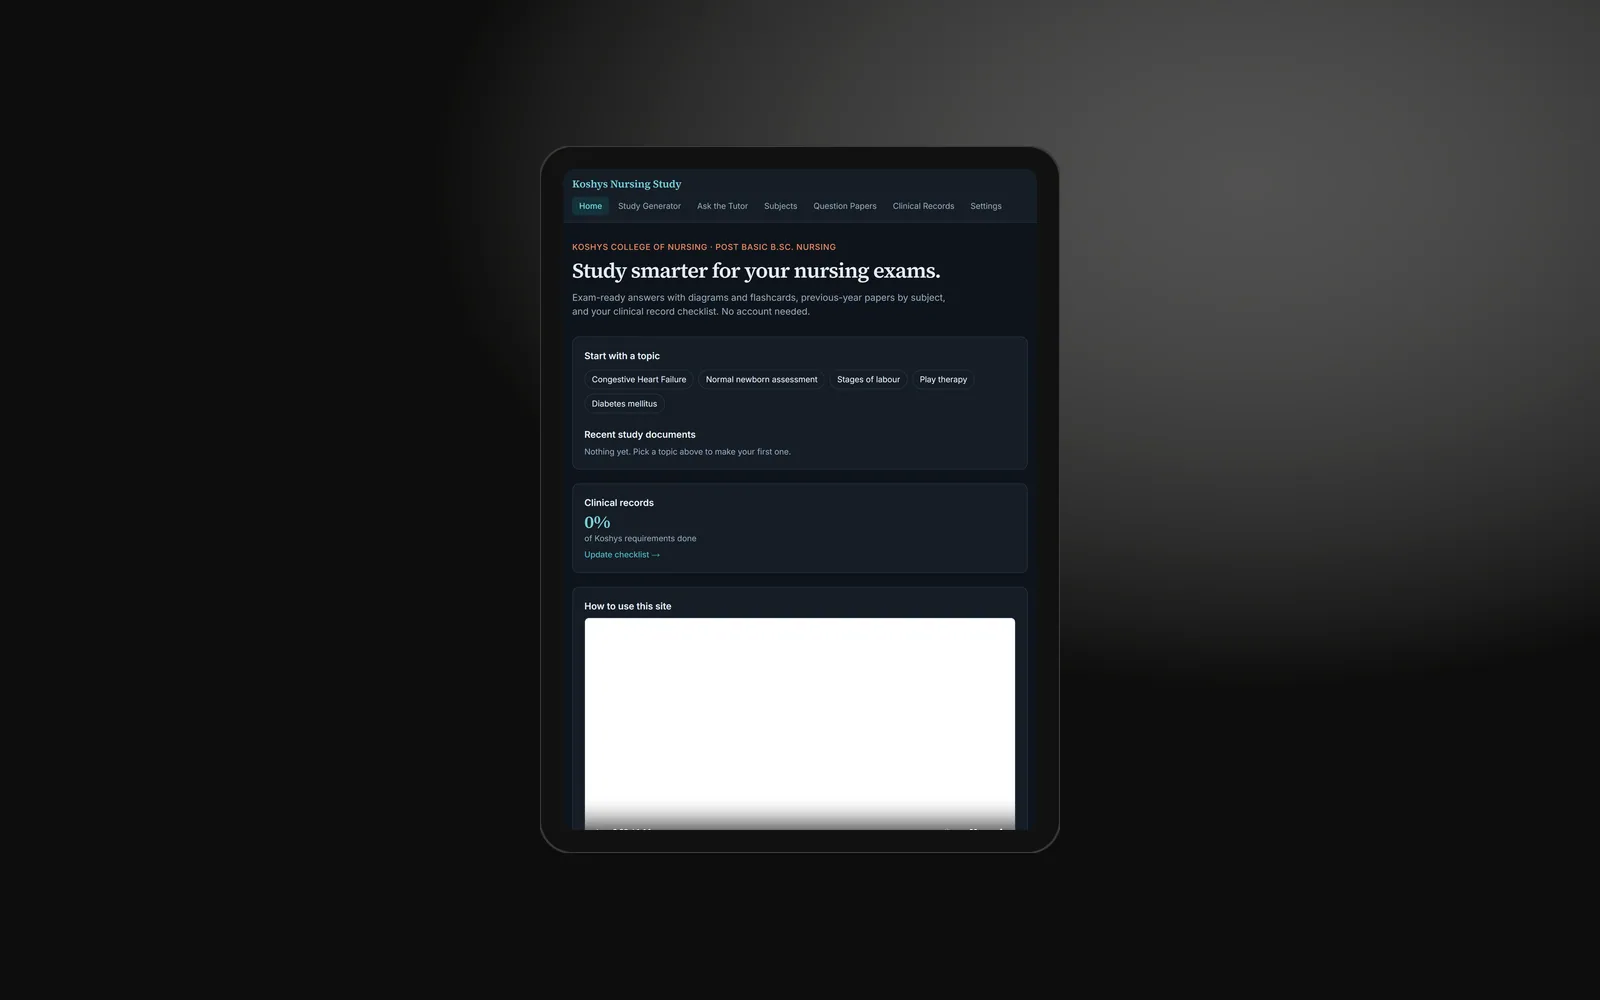 Koshys Nursing Study
Home Study Generator Ask the Tutor Subjects Question Papers Clinical Records Settings
KOSHYS COLLEGE OF NURSING · POST BASIC B.SC. NURSING
Study smarter for your nursing exams.
Exam-ready answers with diagrams and flashcards, previous-year papers by subject,
and your clinical record checklist. No account needed.
Start with a topic
Congestive Heart Failure Normal newborn assessment Stages of labour Play therapy
Diabetes mellitus
Recent study documents
Nothing yet. Pick a topic above to make your first one.
Clinical records
0%
of Koshys requirements done
Update checklist →
How to use this site